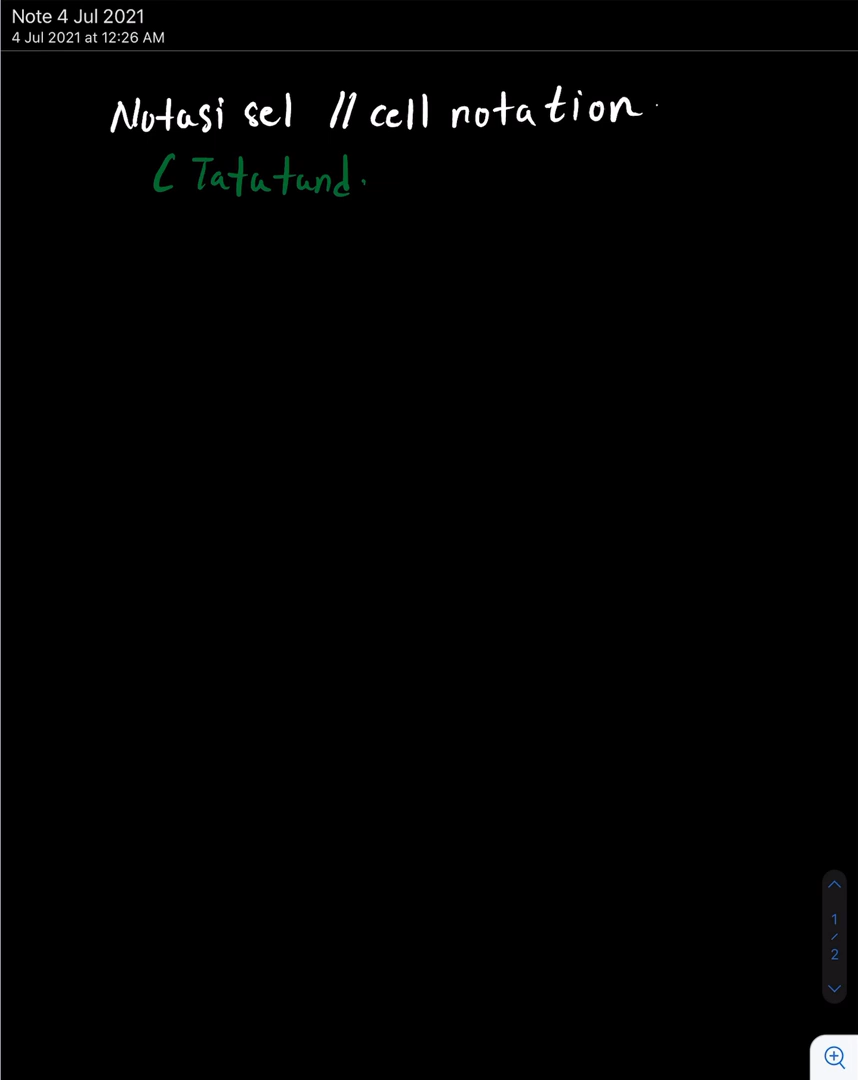 Note 4 Jul 2021
4 Jul 2021 at 12:26 AM
Notasi sel // cell notation
( Tatatand.
1
/
2